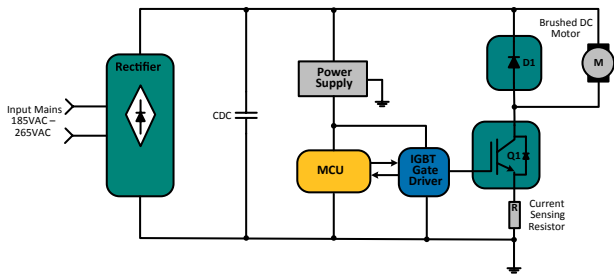 Brushed DC
Motor
Rectifier
D1
M
Power
Supply
Input Mains
185VAC –
265VAC
CDC
MCU
IGBT
Gate
Driver
Q1
R
Current
Sensing
Resistor